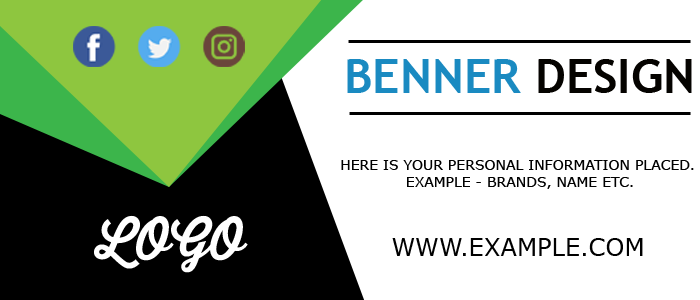 BENNER DESIGN
HERE IS YOUR PERSONAL INFORMATION PLACED.
EXAMPLE - BRANDS, NAME ETC.
LOGO
WWW.EXAMPLE.COM